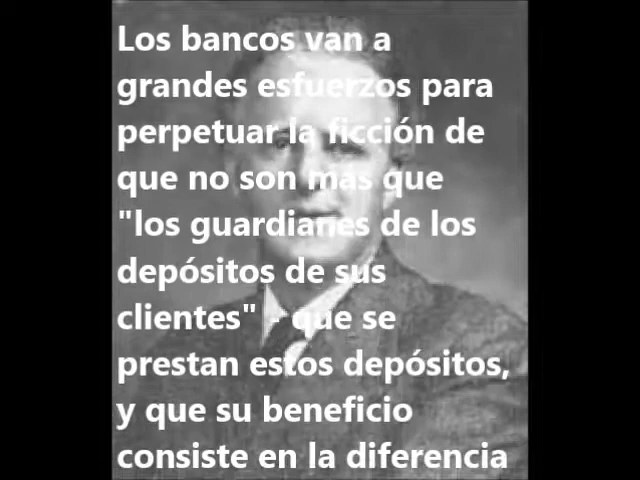 Los bancos van a
grandes esfuerzos para
perpetuar la ficción de
que no son más que
"los guardianes de los
depósitos de sus
clientes" - que se
prestan estos depósitos,
y que su beneficio
consiste en la diferencia